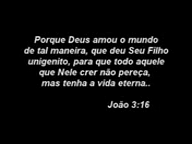 Porque Deus amou o mundo
de tal maneira, que deu Seu Filho
unigenito, para que todo aquele
que Nele crer não pereça,
mas tenha a vida eterna..
João 3:16